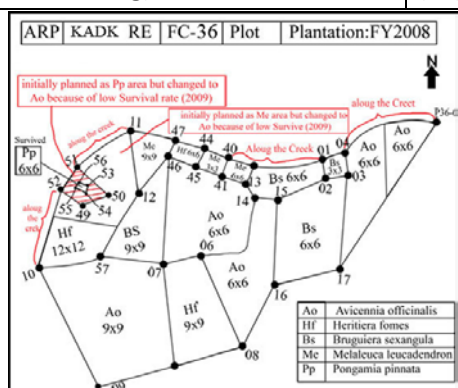 ARP KADK RE FC-36 Plot Plantation:FY2008
initially planned as Pp area but changed to
Ao because of low Survival rate (2009)
initially planned as Me area but changed to
Ao because of low Survive (2009)
N
along the creek
11
47
44
40
Along the Creek
aloung the Creet
01
04
Survived
Pp
6x6
51
56
53
52
50
55
49
54
aloung
the
crek
Mc
9x9
46
Hf 6x6
45
Me
3x3
41
Me
6x6
13
14
Bs 6x6
15
Bs
3x3
02
03
Ao
6x6
Ao
6x6
12
Hf
12x12
BS
9x9
57
10
07
06
Ao
6x6
Ao
6x6
Bs
6x6
16
17
Ao
9x9
Hf
9x9
08
09
Ao Avicennia officinalis
Hf Heritiera fomes
Bs Bruguiera sexangula
Me Melaleuca leucadendron
Pp Pongamia pinnata